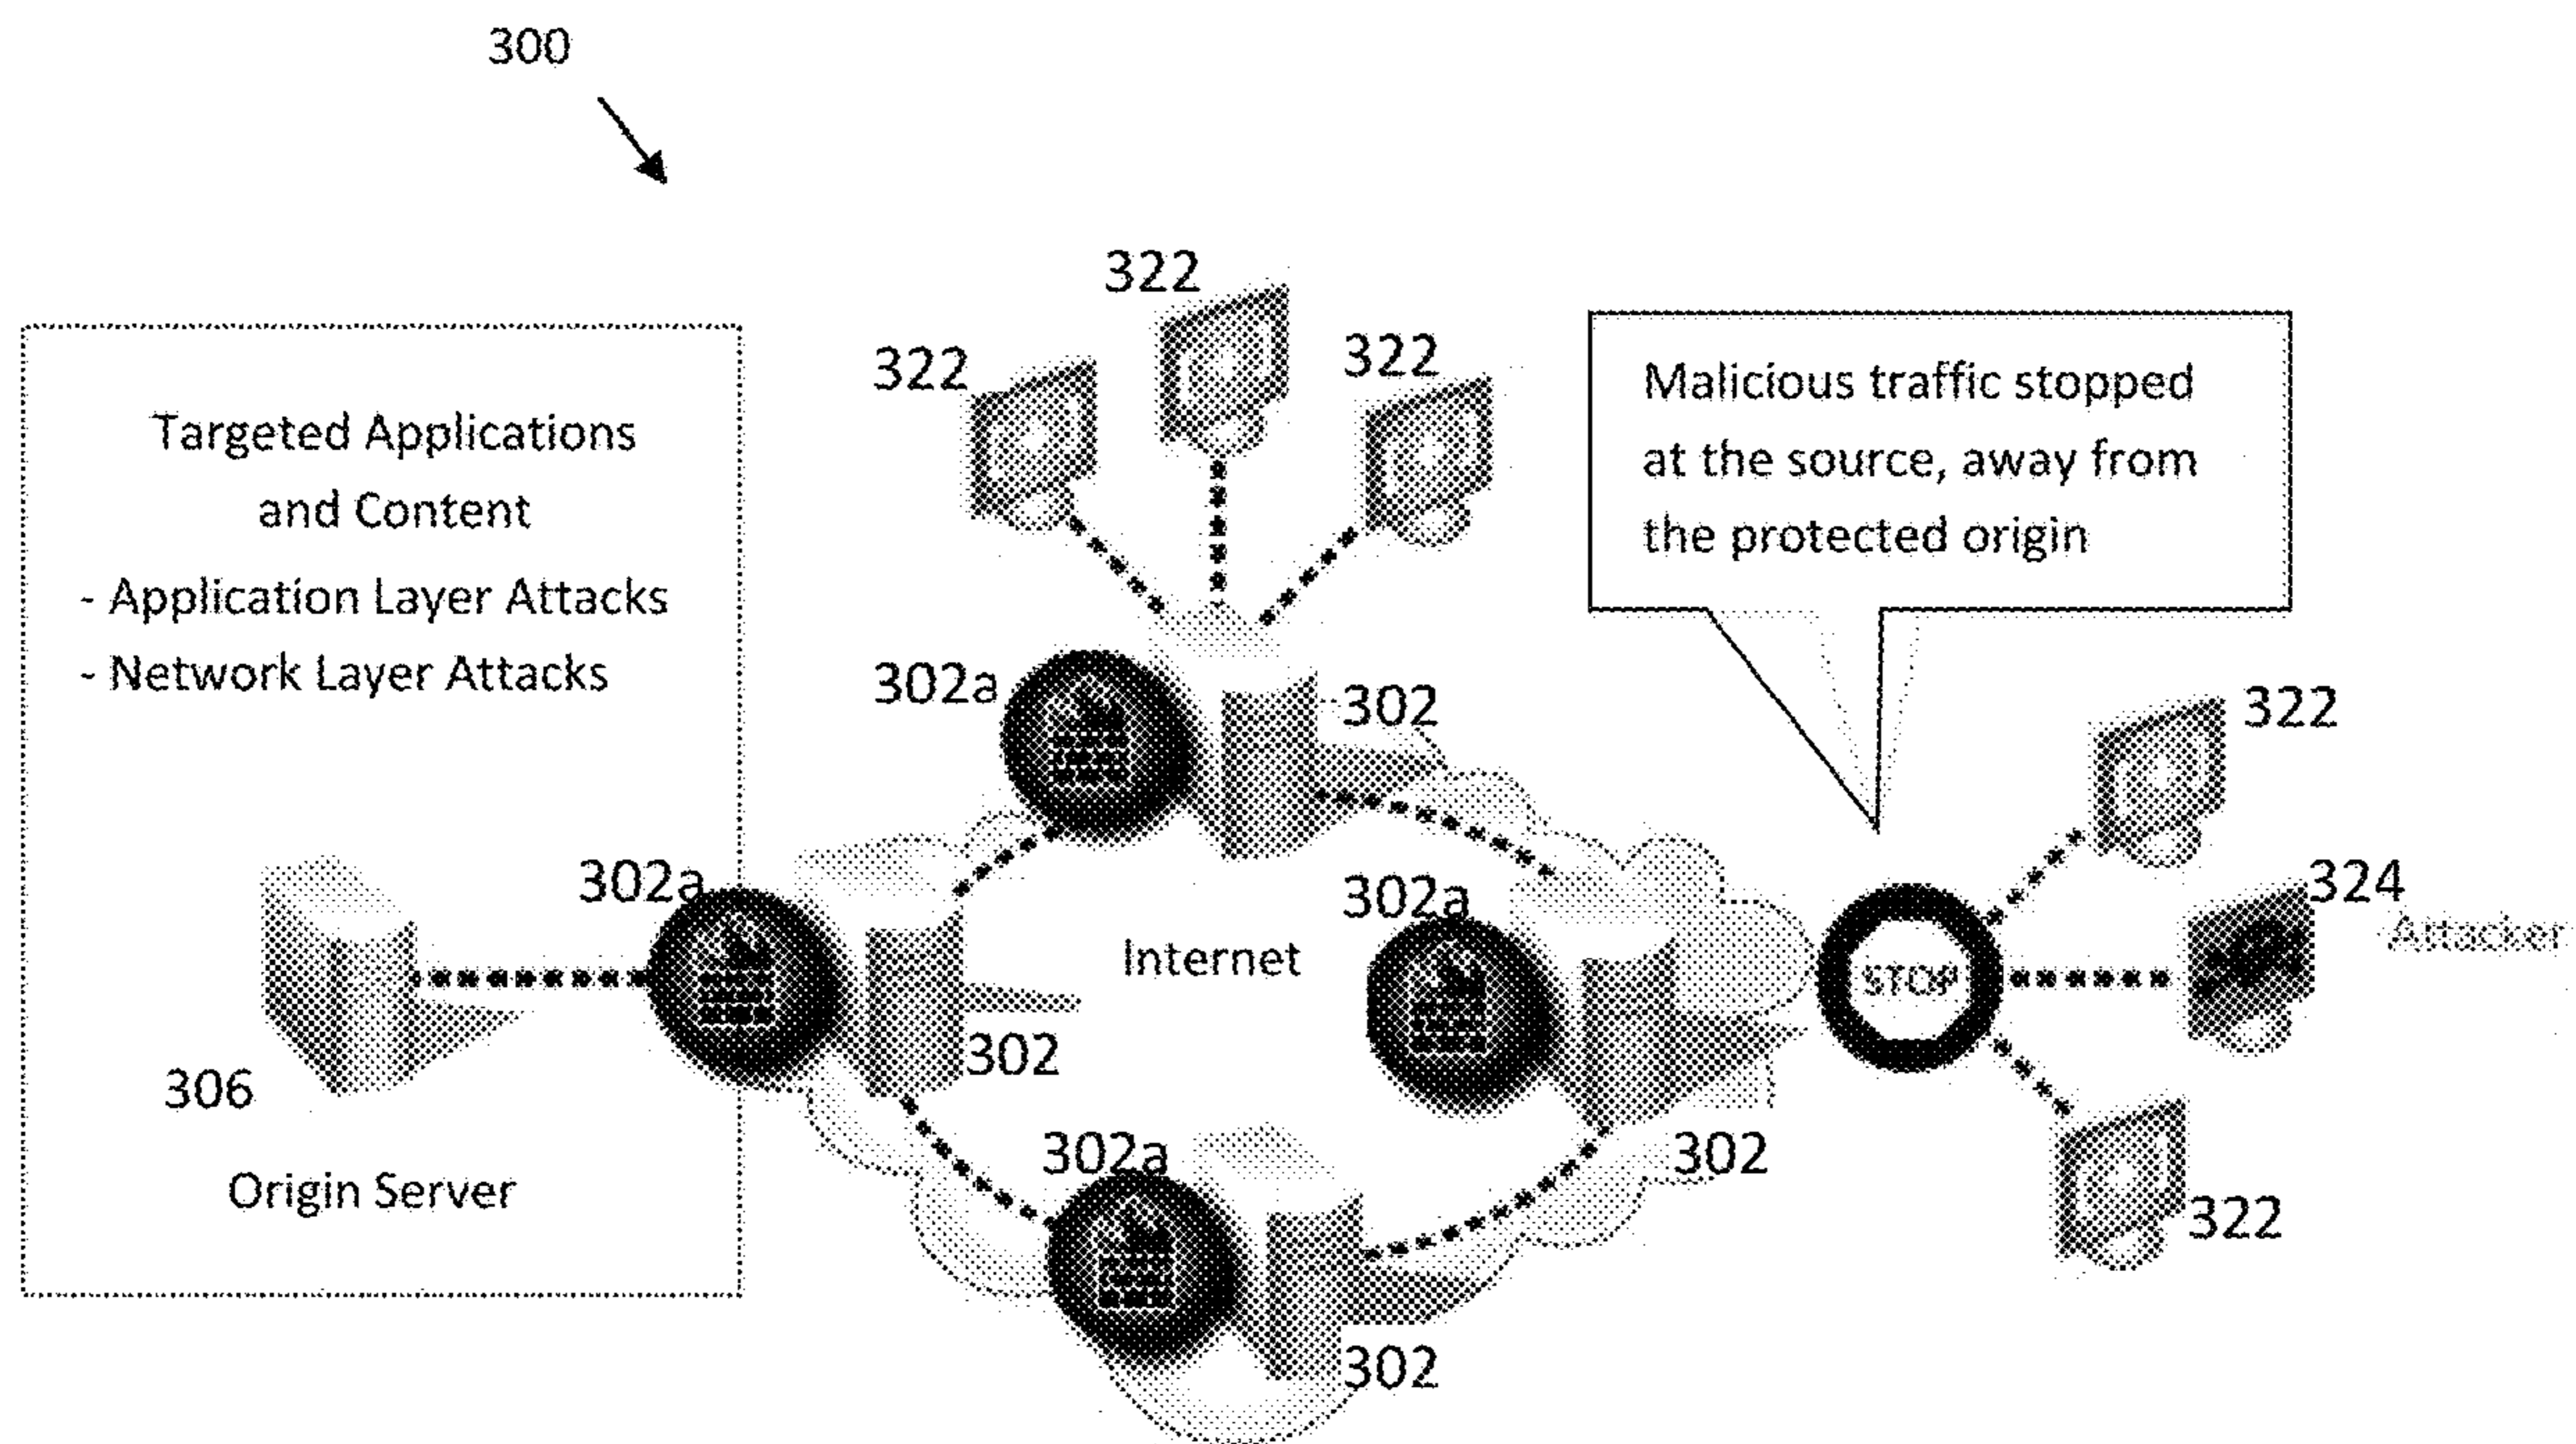 300
322
322
322
Targeted Applications
and Content
- Application Layer Attacks
- Network Layer Attacks
Malicious traffic stopped
at the source, away from
the protected origin
302a
302
322
302a
302a
324
Attacker
Internet
STOP
302
306
302a
302
Origin Server
322
302